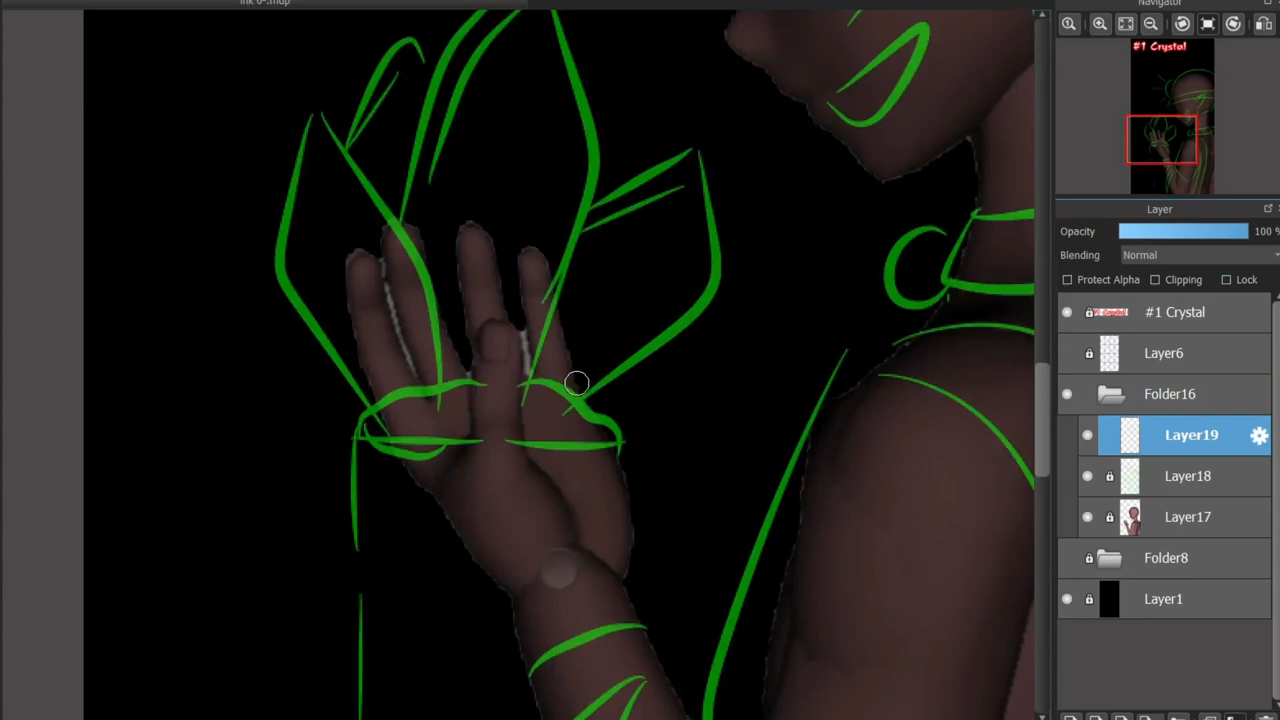 ink 6-.mdp
Navigator
#1 Crystal
Layer
Opacity 100 %
Blending Normal
Protect Alpha Clipping Lock
#1 Crystal
Layer6
Folder16
Layer19
Layer18
Layer17
Folder8
Layer1